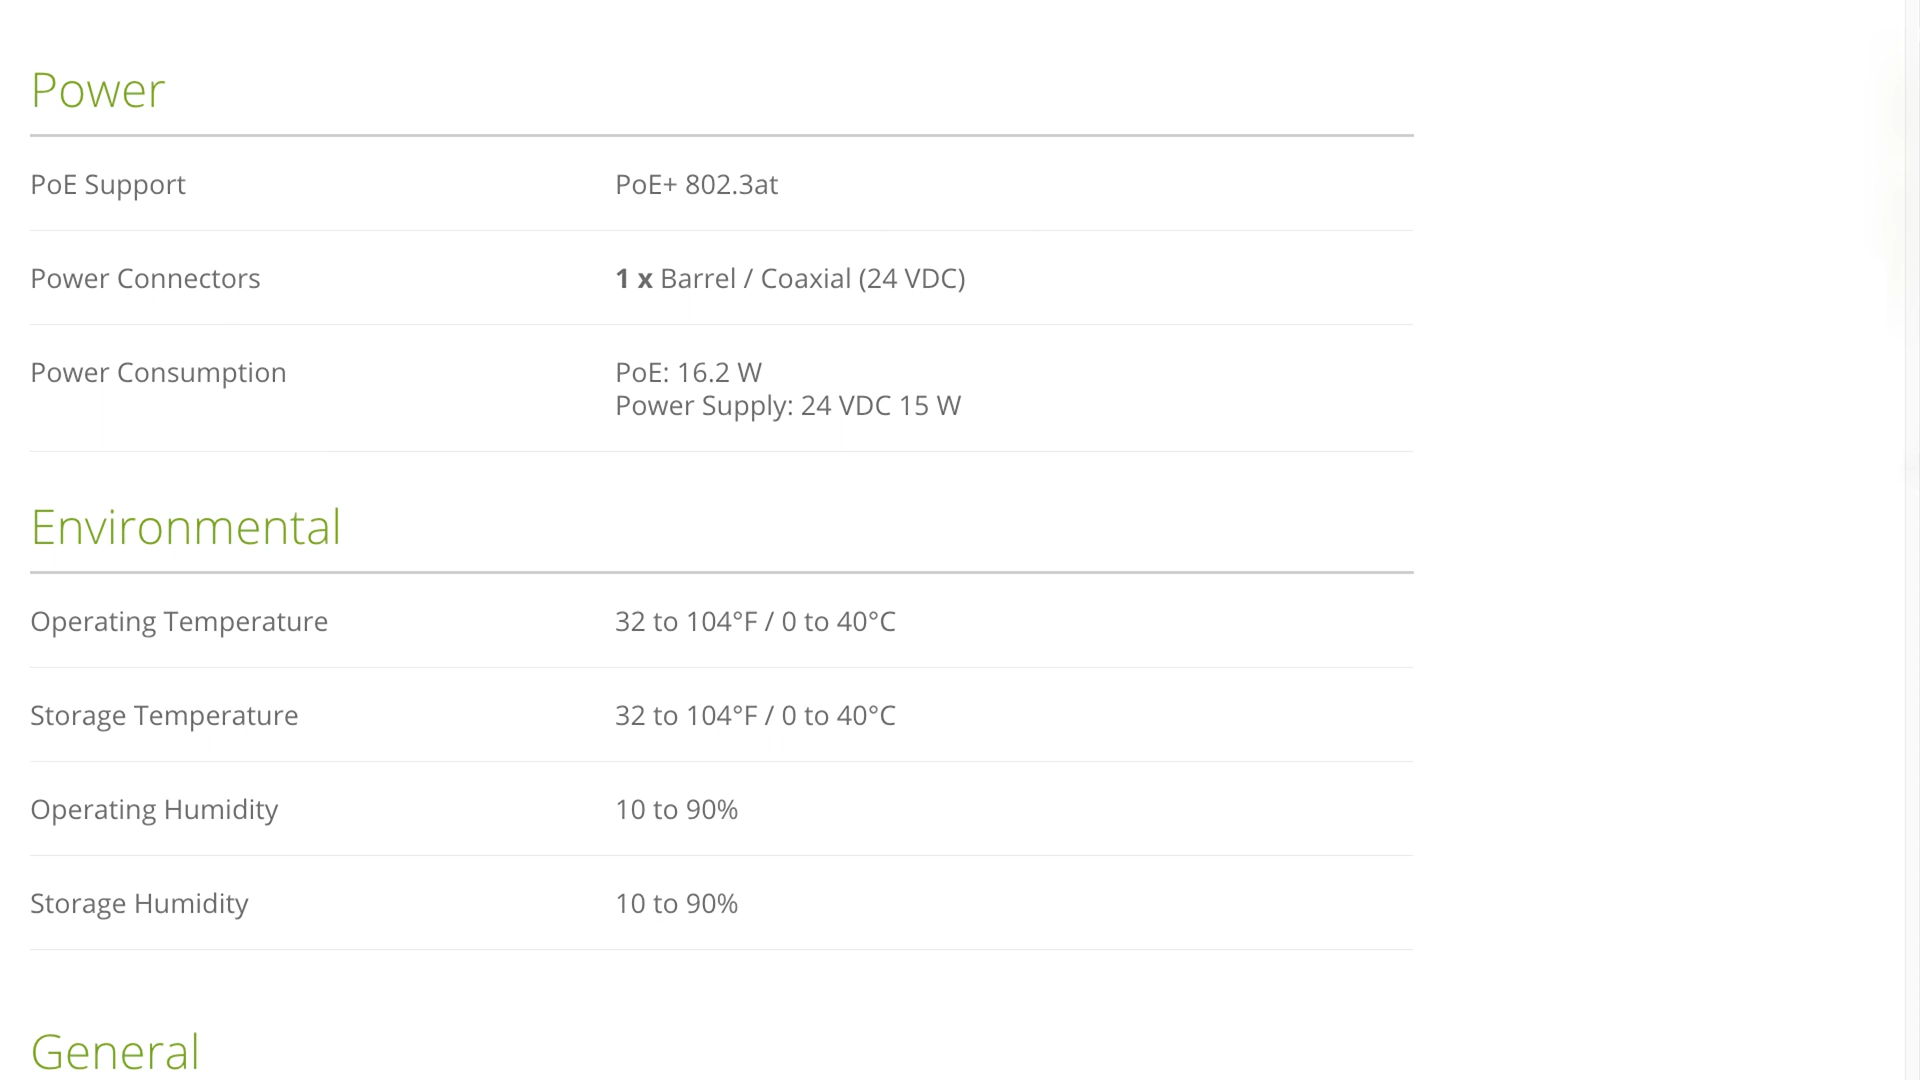 Power
PoE Support PoE+ 802.3at
Power Connectors 1 x Barrel / Coaxial (24 VDC)
Power Consumption PoE: 16.2 W
Power Supply: 24 VDC 15 W
Environmental
Operating Temperature 32 to 104°F / 0 to 40°C
Storage Temperature 32 to 104°F / 0 to 40°C
Operating Humidity 10 to 90%
Storage Humidity 10 to 90%
General